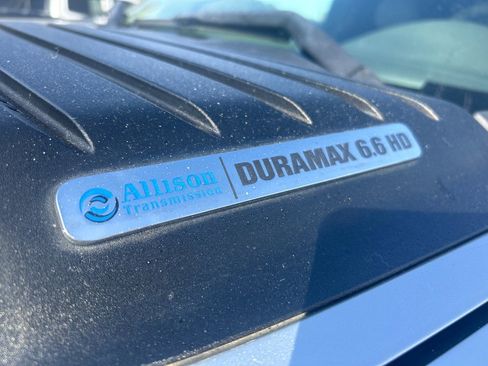 Allison
Transmission
DURAMAX 6.6 HD